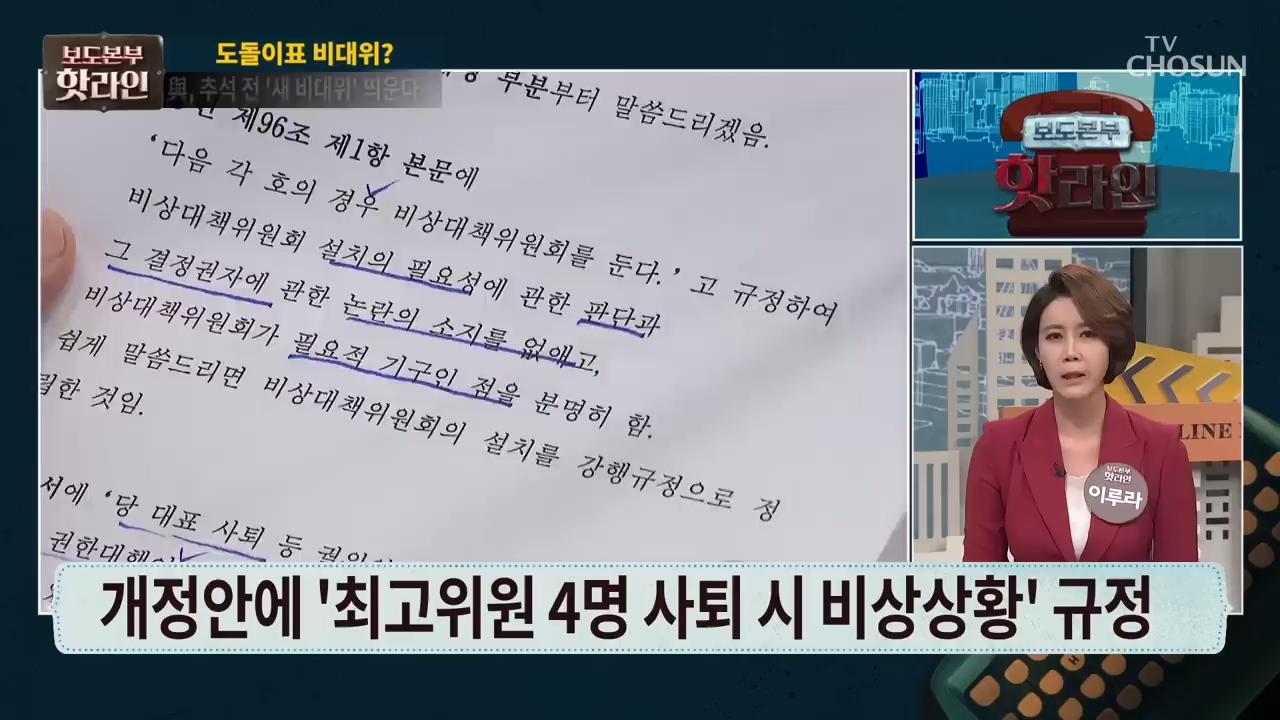 보도본부
핫라인
도돌이표 비대위?
與, 추석 전 '새 비대위' 띄운다
TV
CHOSUN
부분부터 말씀드리겠음.
제96조 제1항 본문에
'다음 각 호의 경우 비상대책위원회를 둔다.' 고 규정하여
비상대책위원회 설치의 필요성에 관한 판단과
그 결정권자에 관한 논란의 소지를 없애고,
비상대책위원회가 필요적 기구인 점을 분명히 함.
쉽게 말씀드리면 비상대책위원회의 설치를 강행규정으로 정
립한 것임.
서에 '당 대표 사퇴 등 궐위
권한대행이
보도본부
핫라인
LINE
보도본부
핫라인
이루라
개정안에 '최고위원 4명 사퇴 시 비상상황' 규정